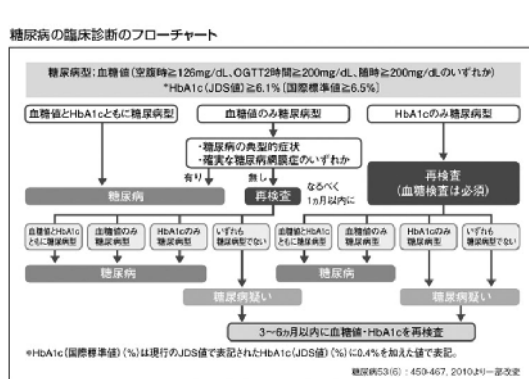 糖尿病の臨床診断のフローチャート
糖尿病型:血糖値(空腹時≧126mg/dL、OGTT2時間≧200mg/dL、随時≧200mg/dLのいずれか)
*HbA1c(JDS値)≧6.1%[国際標準値≧6.5%]
血糖値とHbA1cともに糖尿病型
血糖値のみ糖尿病型
HbA1cのみ糖尿病型
・糖尿病の典型的症状
・確実な糖尿病網膜症のいずれか
有り
無し
なるべく
1ヵ月以内に
糖尿病
再検査
再検査
(血糖検査は必須)
血糖値とHbA1c
ともに糖尿病型
血糖値のみ
糖尿病型
HbA1cのみ
糖尿病型
いずれも
糖尿病型でない
血糖値とHbA1c
ともに糖尿病型
血糖値のみ
糖尿病型
HbA1cのみ
糖尿病型
いずれも
糖尿病型でない
糖尿病
糖尿病
糖尿病疑い
糖尿病疑い
3〜6ヵ月以内に血糖値・HbA1cを再検査
*HbA1c(国際標準値)(%)は現行のJDS値で表記されたHbA1c(JDS値)(%)に0.4%を加えた値で表記。
糖尿病53(6):450-467, 2010より一部改変